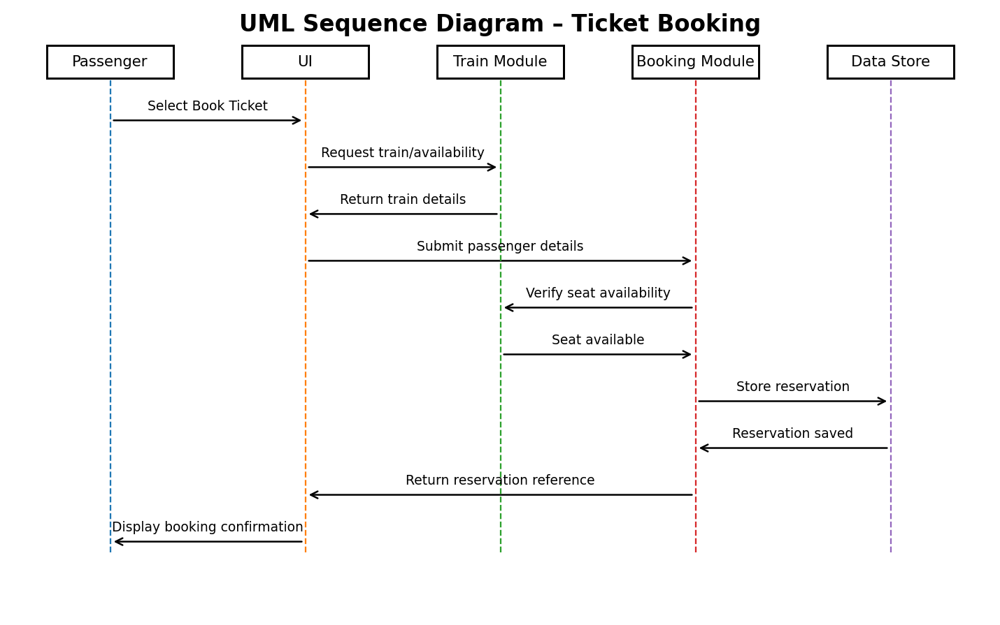 UML Sequence Diagram – Ticket Booking
Passenger
UI
Train Module
Booking Module
Data Store
Select Book Ticket
Request train/availability
Return train details
Submit passenger details
Verify seat availability
Seat available
Store reservation
Reservation saved
Return reservation reference
Display booking confirmation